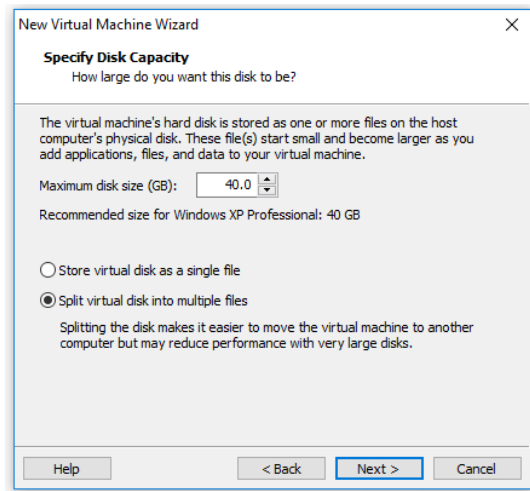 New Virtual Machine Wizard
Specify Disk Capacity
How large do you want this disk to be?
The virtual machine's hard disk is stored as one or more files on the host
computer's physical disk. These file(s) start small and become larger as you
add applications, files, and data to your virtual machine.
Maximum disk size (GB): 40.0
Recommended size for Windows XP Professional: 40 GB
Store virtual disk as a single file
Split virtual disk into multiple files
Splitting the disk makes it easier to move the virtual machine to another
computer but may reduce performance with very large disks.
Help < Back Next > Cancel